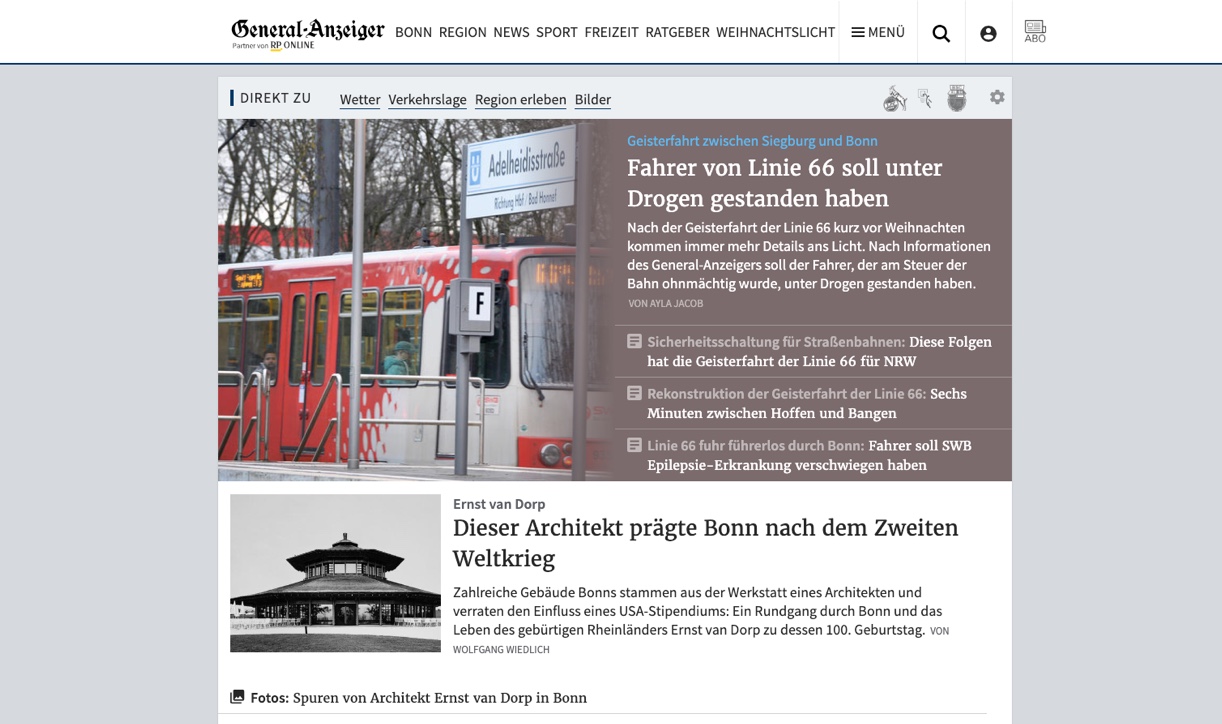 General-Anzeiger
Partner von RP ONLINE
BONN REGION NEWS SPORT FREIZEIT RATGEBER WEIHNACHTSLICHT
MENÜ
ABO
DIREKT ZU
Wetter Verkehrslage Region erleben Bilder
Adelheidisstraße
Richtung Hbf / Bad Honnef
F
Geisterfahrt zwischen Siegburg und Bonn
Fahrer von Linie 66 soll unter
Drogen gestanden haben
Nach der Geisterfahrt der Linie 66 kurz vor Weihnachten
kommen immer mehr Details ans Licht. Nach Informationen
des General-Anzeigers soll der Fahrer, der am Steuer der
Bahn ohnmächtig wurde, unter Drogen gestanden haben.
VON AYLA JACOB
Sicherheitsschaltung für Straßenbahnen: Diese Folgen
hat die Geisterfahrt der Linie 66 für NRW
Rekonstruktion der Geisterfahrt der Linie 66: Sechs
Minuten zwischen Hoffen und Bangen
Linie 66 fuhr führerlos durch Bonn: Fahrer soll SWB
Epilepsie-Erkrankung verschwiegen haben
Ernst van Dorp
Dieser Architekt prägte Bonn nach dem Zweiten
Weltkrieg
Zahlreiche Gebäude Bonns stammen aus der Werkstatt eines Architekten und
verraten den Einfluss eines USA-Stipendiums: Ein Rundgang durch Bonn und das
Leben des gebürtigen Rheinländers Ernst van Dorp zu dessen 100. Geburtstag. VON
WOLFGANG WIEDLICH
Fotos: Spuren von Architekt Ernst van Dorp in Bonn